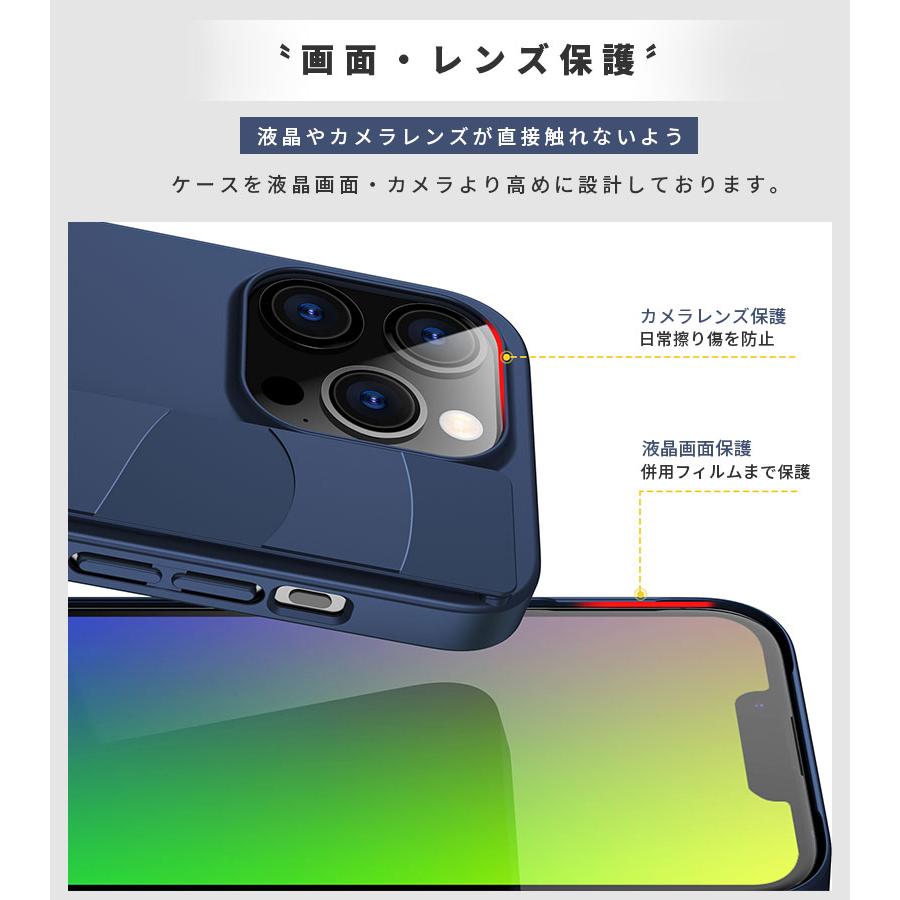 〝画面・レンズ保護〞
液晶やカメラレンズが直接触れないよう
ケースを液晶画面・カメラより高めに設計しております。
カメラレンズ保護
日常擦り傷を防止
液晶画面保護
併用フィルムまで保護